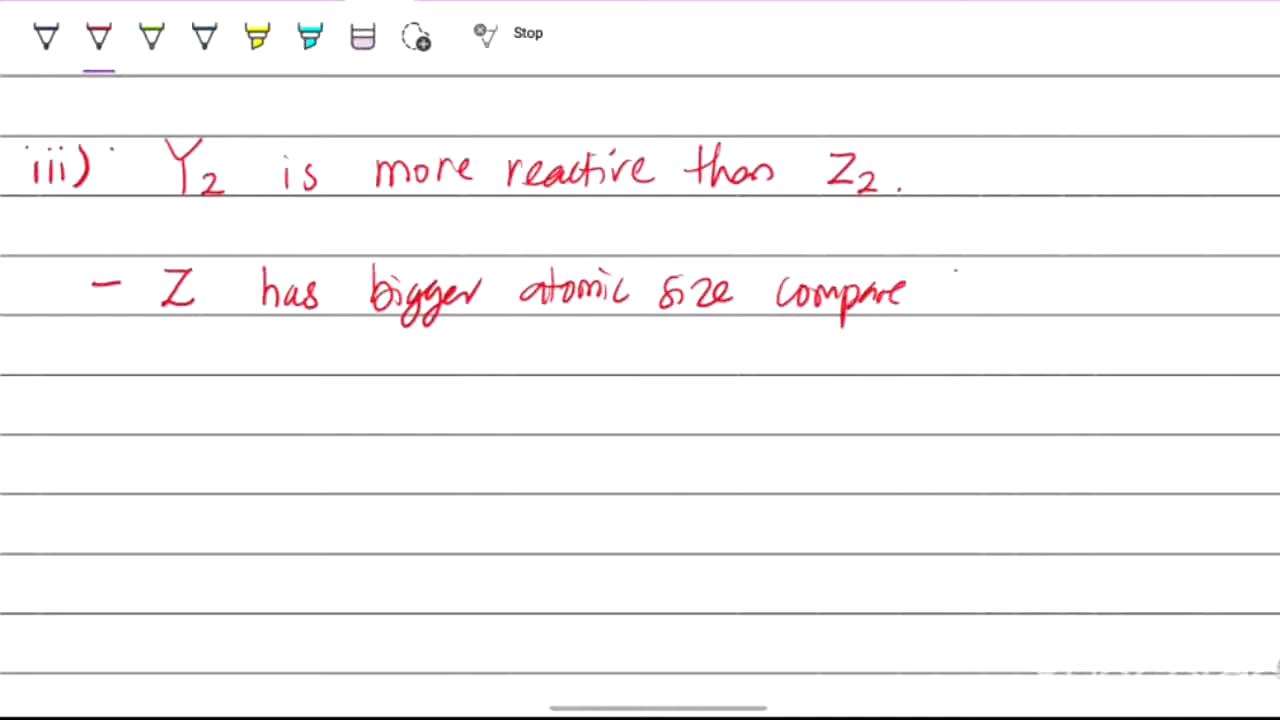 Stop
iii) Y₂ is more reactive than Z₂.
- Z has bigger atomic size compare